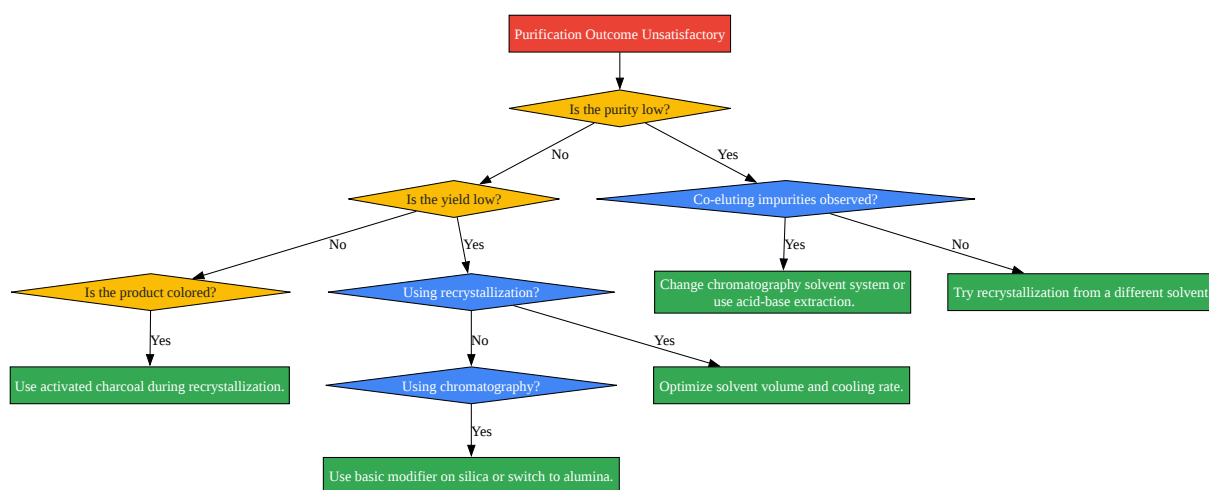 Purification Outcome Unsatisfactory
Is the purity low?
No
Yes
Is the yield low?
Co-eluting impurities observed?
No
Yes
Yes
No
Is the product colored?
Using recrystallization?
Change chromatography solvent system or
use acid-base extraction.
Try recrystallization from a different solvent
Yes
No
Yes
Use activated charcoal during recrystallization.
Using chromatography?
Optimize solvent volume and cooling rate.
Yes
Use basic modifier on silica or switch to alumina.